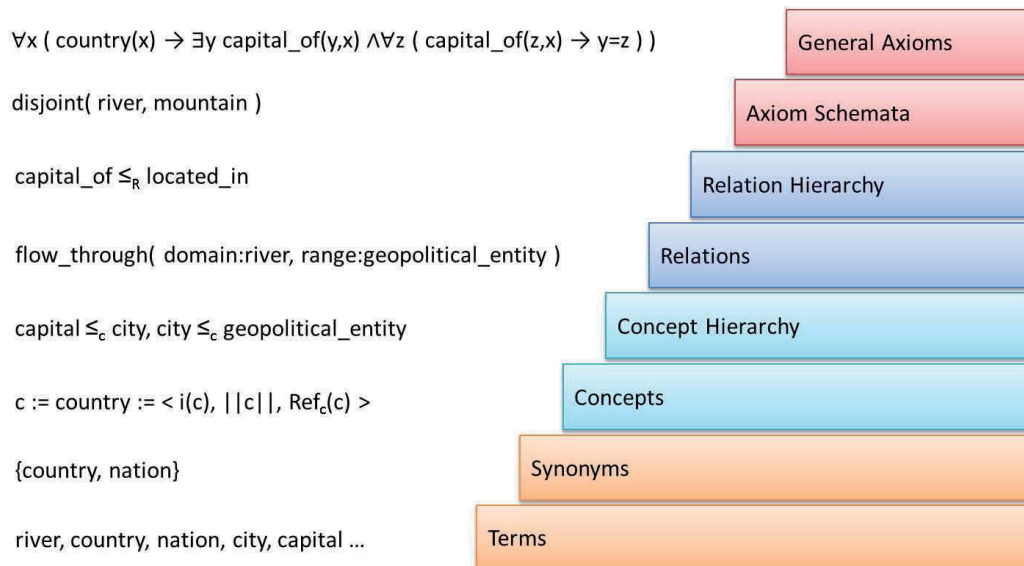 ∀x ( country(x) → ∃y capital_of(y,x) ∧∀z ( capital_of(z,x) → y=z ) )
General Axioms
disjoint( river, mountain )
Axiom Schemata
capital_of ≤R located_in
Relation Hierarchy
flow_through( domain:river, range:geopolitical_entity )
Relations
capital ≤c city, city ≤c geopolitical_entity
Concept Hierarchy
c := country := < i(c), ||c||, Refc(c) >
Concepts
{country, nation}
Synonyms
river, country, nation, city, capital ...
Terms